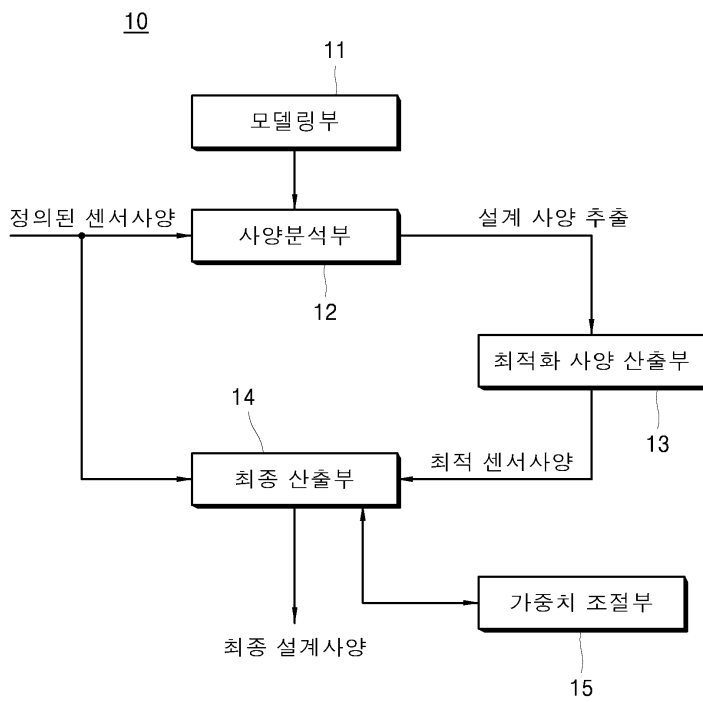 10
11
모델링부
정의된 센서사양
사양분석부
설계 사양 추출
12
최적화 사양 산출부
13
14
최종 산출부
최적 센서사양
가중치 조절부
최종 설계사양
15